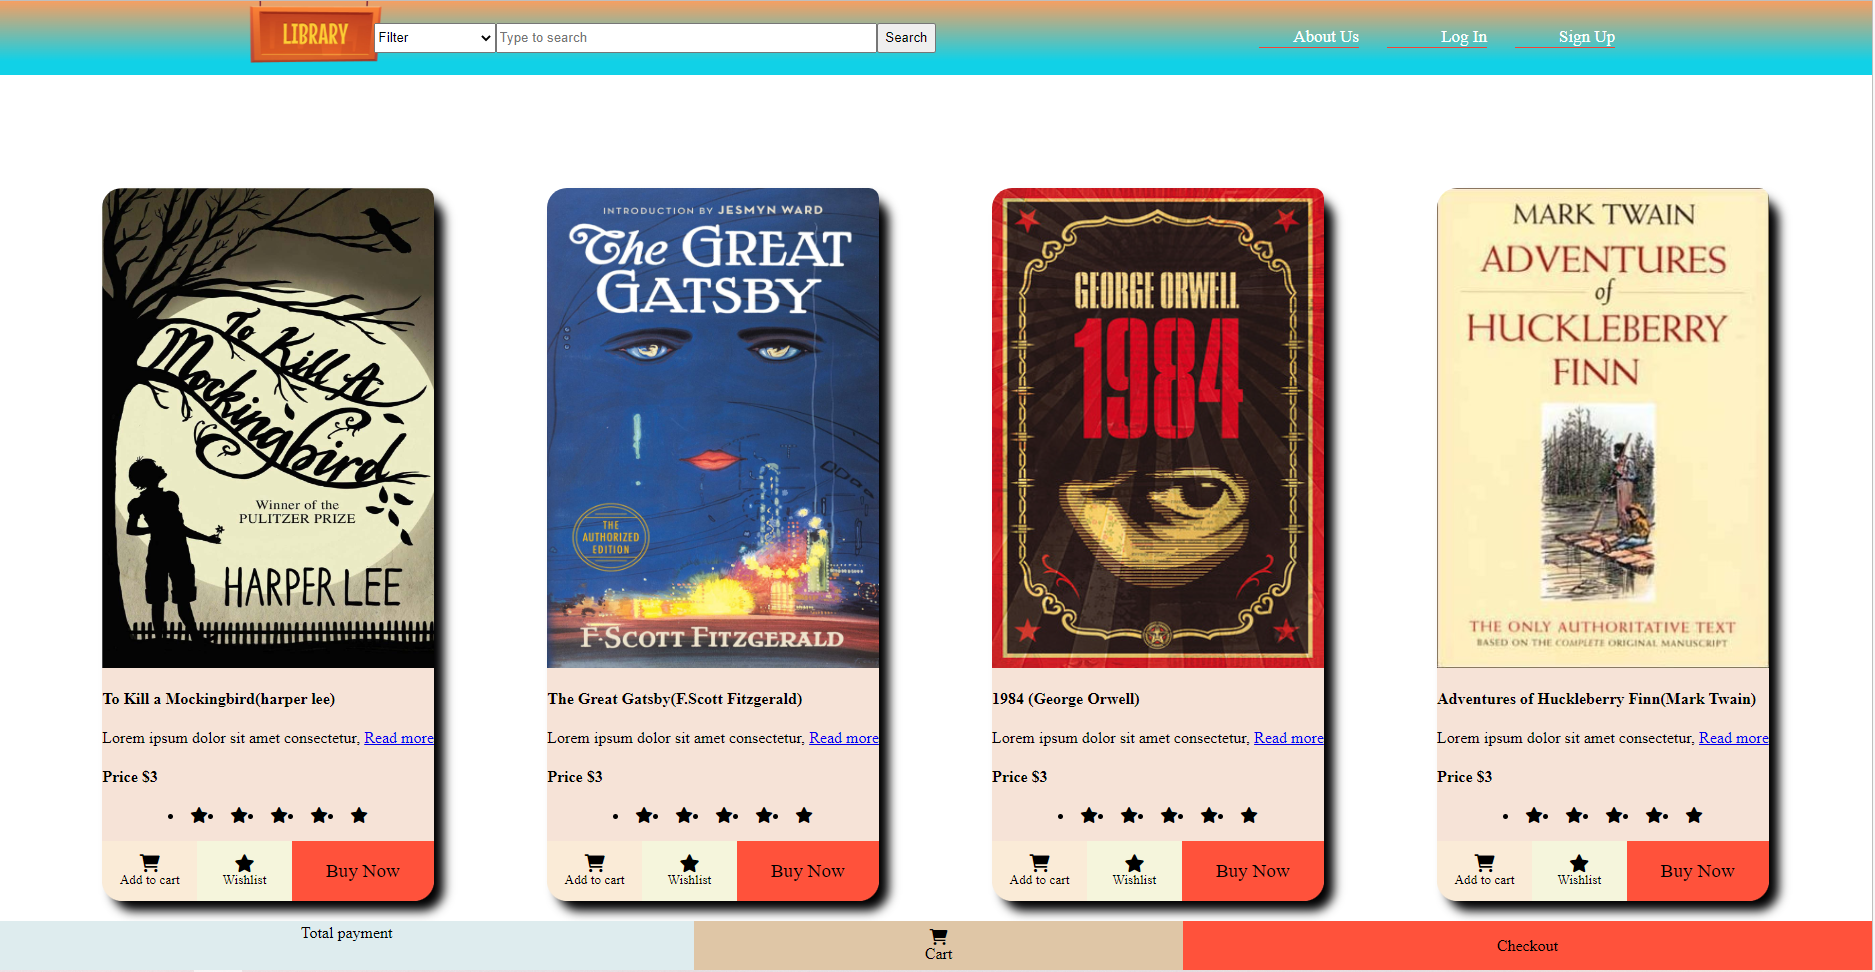 LIBRARY
Filter
Type to search
Search
About Us
Log In
Sign Up
To Kill A
Mockingbird
Winner of the
PULITZER PRIZE
HARPER LEE
To Kill a Mockingbird(harper lee)
Lorem ipsum dolor sit amet consectetur, Read more
Price $3
Add to cart
Wishlist
Buy Now
INTRODUCTION BY JESMYN WARD
The GREAT
GATSBY
THE
AUTHORIZED
EDITION
F·SCOTT FITZGERALD
The Great Gatsby(F.Scott Fitzgerald)
Lorem ipsum dolor sit amet consectetur, Read more
Price $3
Add to cart
Wishlist
Buy Now
GEORGE ORWELL
1984
1984 (George Orwell)
Lorem ipsum dolor sit amet consectetur, Read more
Price $3
Add to cart
Wishlist
Buy Now
MARK TWAIN
ADVENTURES
of
HUCKLEBERRY
FINN
THE ONLY AUTHORITATIVE TEXT
BASED ON THE COMPLETE ORIGINAL MANUSCRIPT
Adventures of Huckleberry Finn(Mark Twain)
Lorem ipsum dolor sit amet consectetur, Read more
Price $3
Add to cart
Wishlist
Buy Now
Total payment
Cart
Checkout